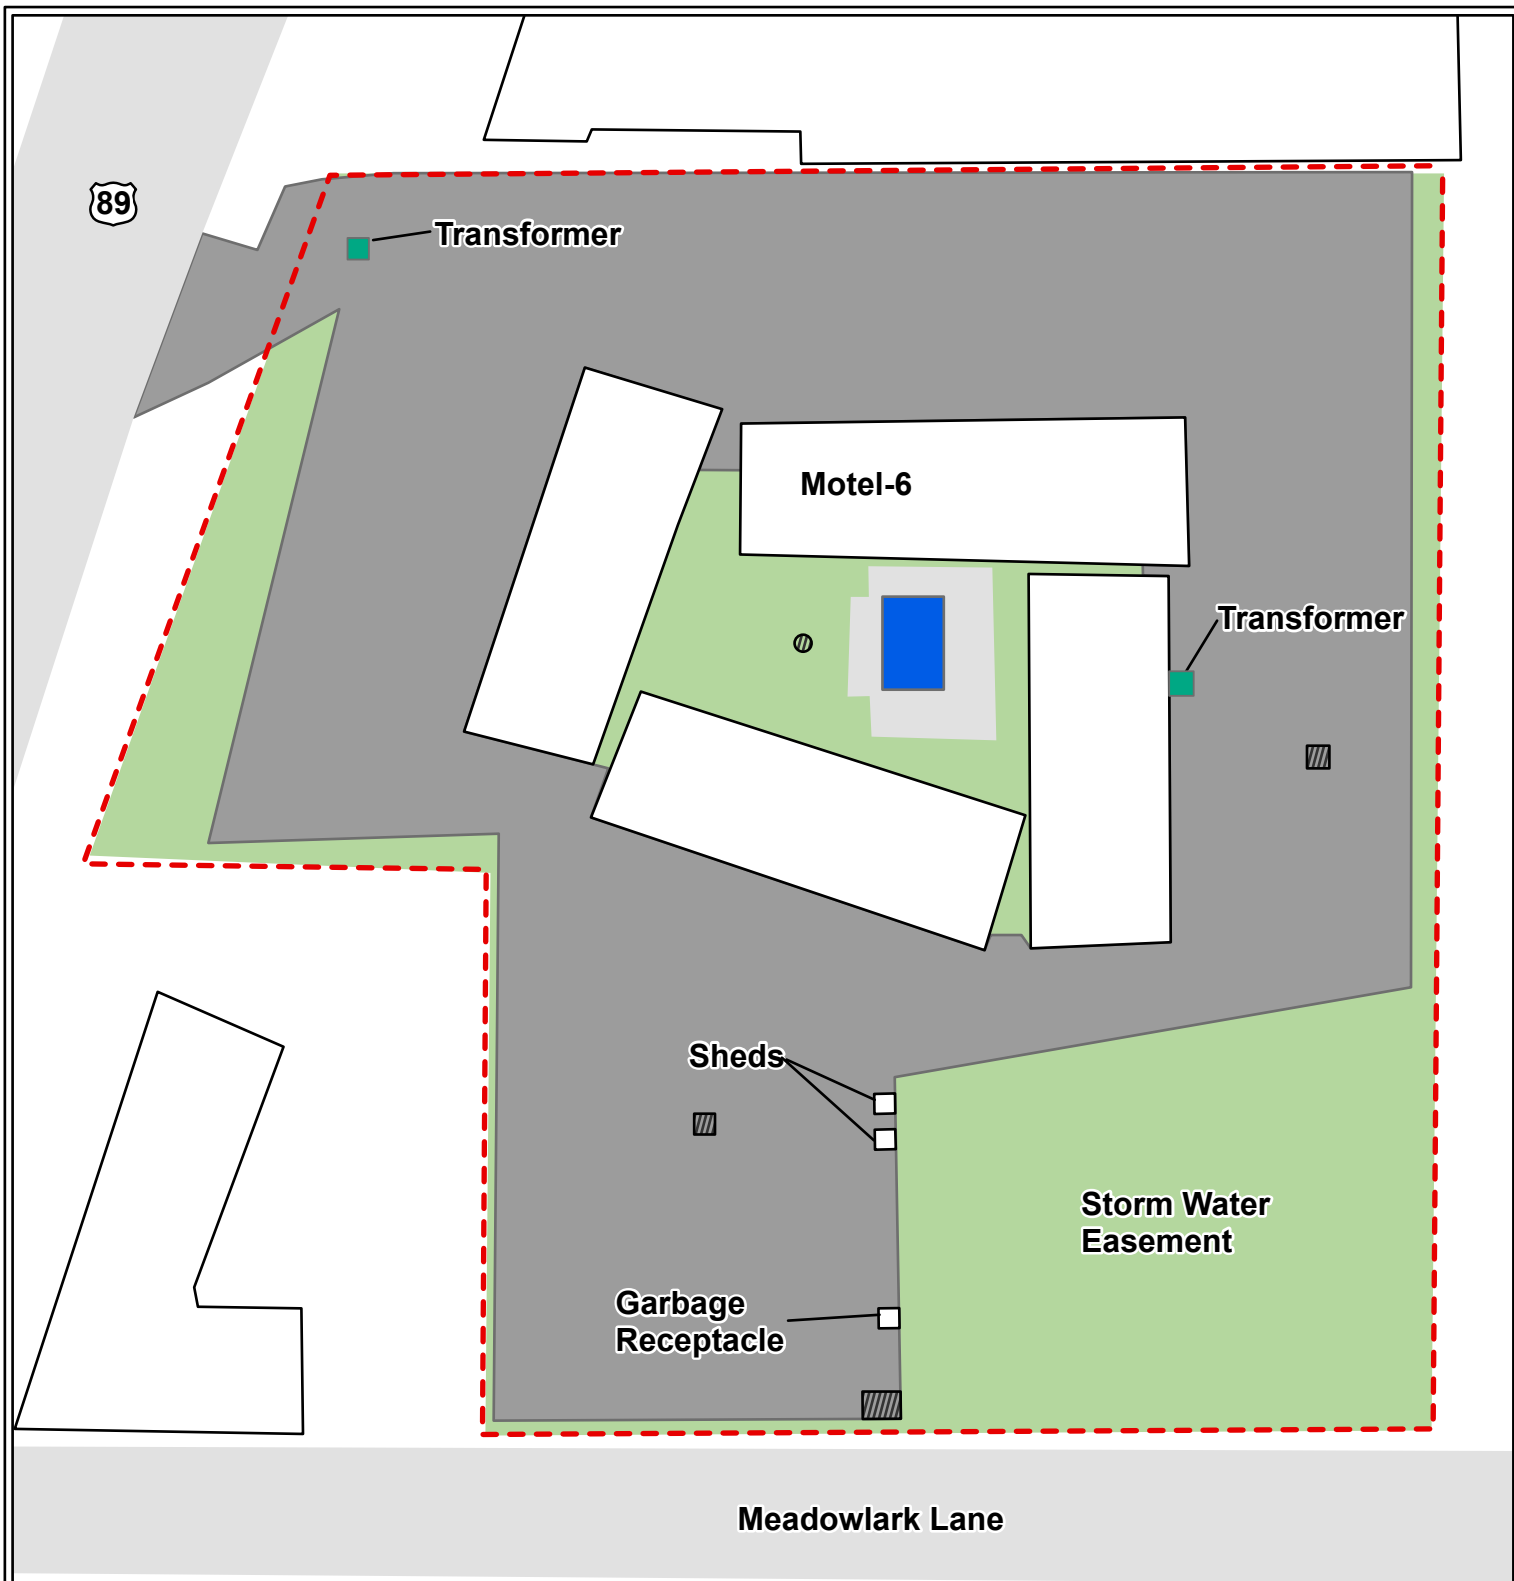 89
Transformer
Motel-6
Transformer
Sheds
Storm Water
Easement
Garbage
Receptacle
Meadowlark Lane